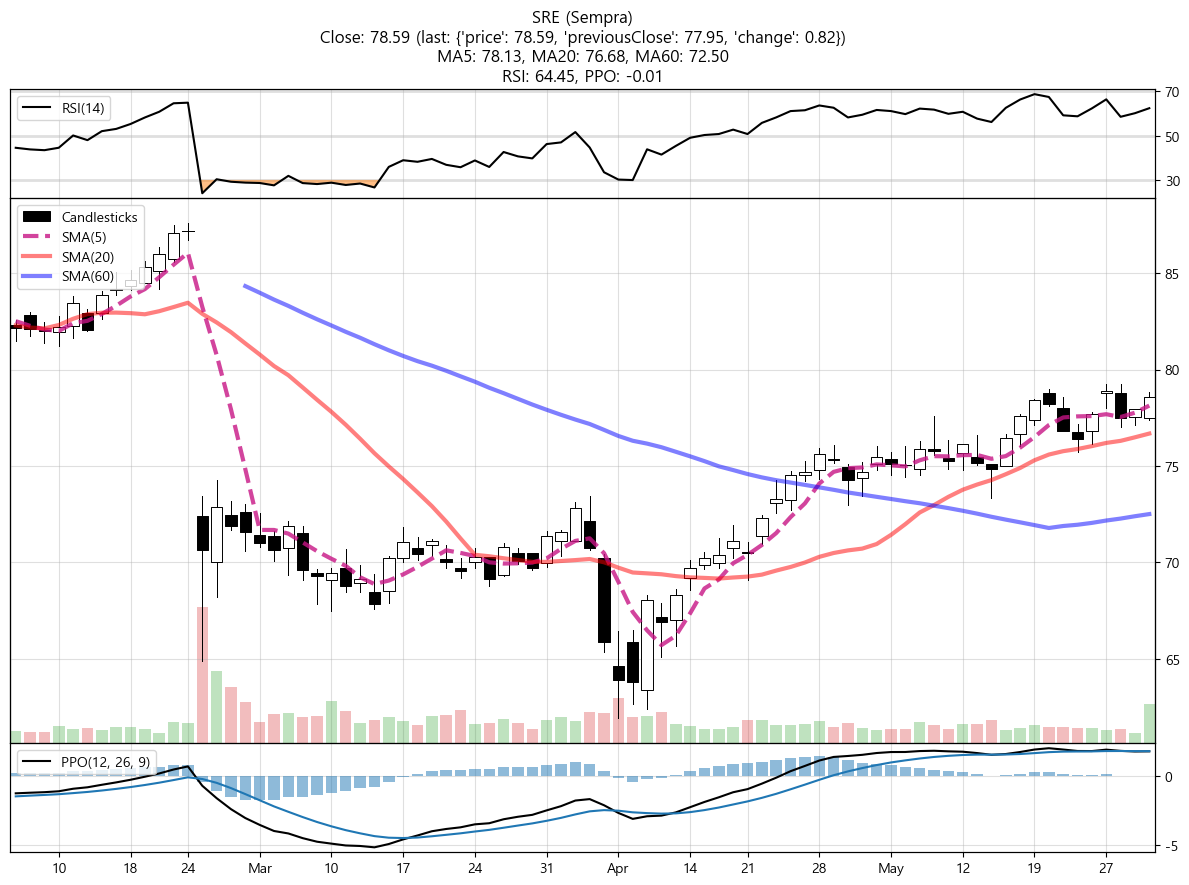 SRE (Sempra)
Close: 78.59 (last: {'price': 78.59, 'previousClose': 77.95, 'change': 0.82})
MA5: 78.13, MA20: 76.68, MA60: 72.50
RSI: 64.45, PPO: -0.01
RSI(14)
70
50
30
Candlesticks
SMA(5)
SMA(20)
SMA(60)
85
80
75
70
65
PPO(12, 26, 9)
0
-5
10 18 24 Mar 10 17 24 31 Apr 14 21 28 May 12 19 27